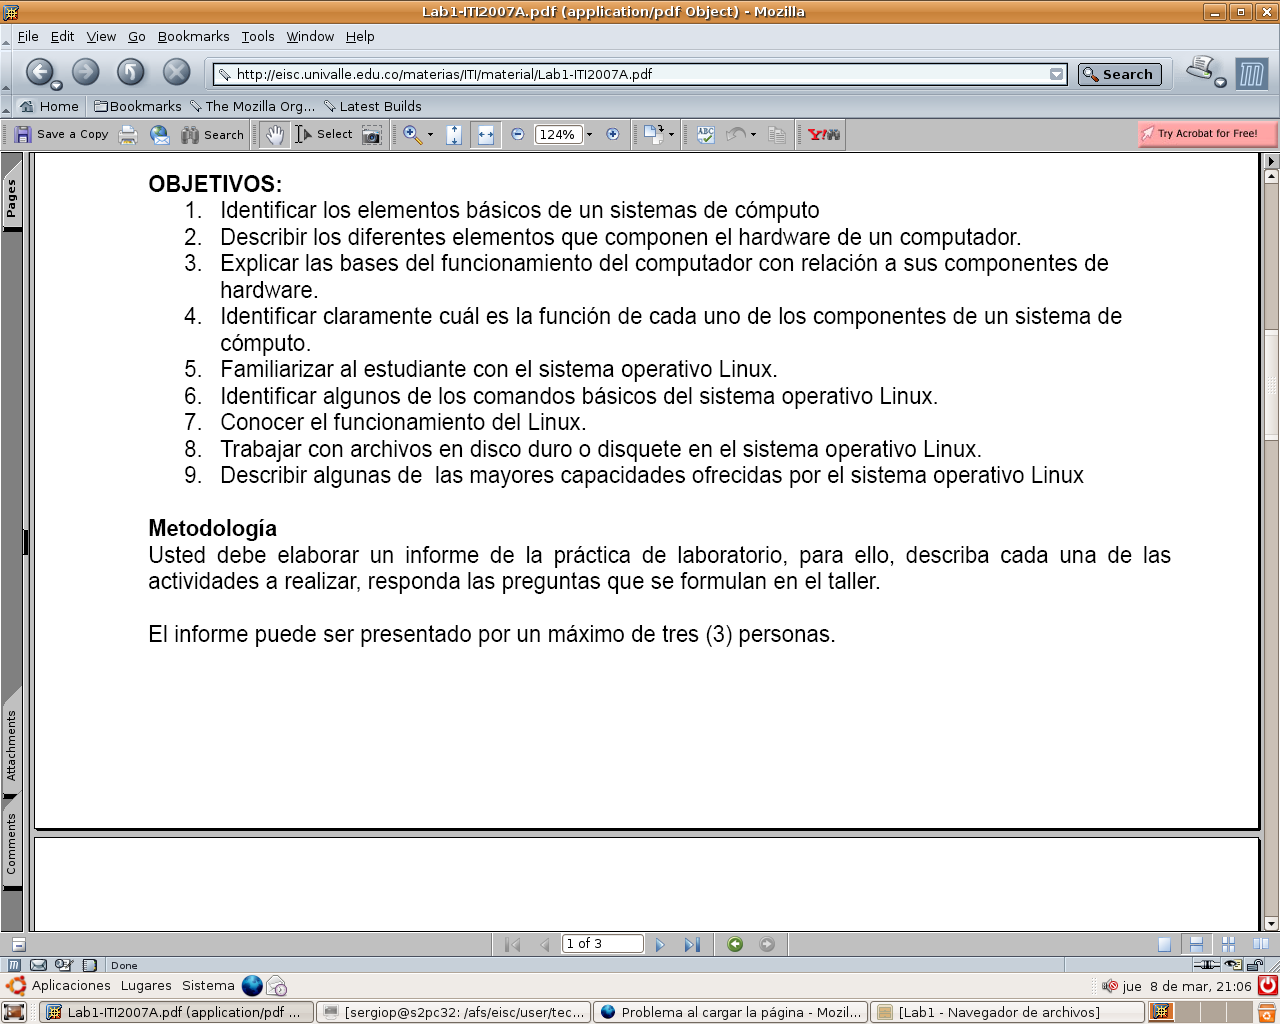 Lab1-ITI2007A.pdf (application/pdf Object) - Mozilla
File Edit View Go Bookmarks Tools Window Help
http://eisc.univalle.edu.co/materias/ITI/material/Lab1-ITI2007A.pdf Search
Home Bookmarks The Mozilla Org... Latest Builds
Save a Copy Search Select 124% Y! Try Acrobat for Free!
Pages
OBJETIVOS:
1. Identificar los elementos básicos de un sistemas de cómputo
2. Describir los diferentes elementos que componen el hardware de un computador.
3. Explicar las bases del funcionamiento del computador con relación a sus componentes de
hardware.
4. Identificar claramente cuál es la función de cada uno de los componentes de un sistema de
cómputo.
5. Familiarizar al estudiante con el sistema operativo Linux.
6. Identificar algunos de los comandos básicos del sistema operativo Linux.
7. Conocer el funcionamiento del Linux.
8. Trabajar con archivos en disco duro o disquete en el sistema operativo Linux.
9. Describir algunas de  las mayores capacidades ofrecidas por el sistema operativo Linux
Metodología
Usted debe elaborar un informe de la práctica de laboratorio, para ello, describa cada una de las
actividades a realizar, responda las preguntas que se formulan en el taller.
El informe puede ser presentado por un máximo de tres (3) personas.
Attachments
Comments
1 of 3
Done
Aplicaciones Lugares Sistema jue 8 de mar, 21:06
Lab1-ITI2007A.pdf (application/pdf ... [sergiop@s2pc32: /afs/eisc/user/tec... Problema al cargar la página - Mozil... [Lab1 - Navegador de archivos]